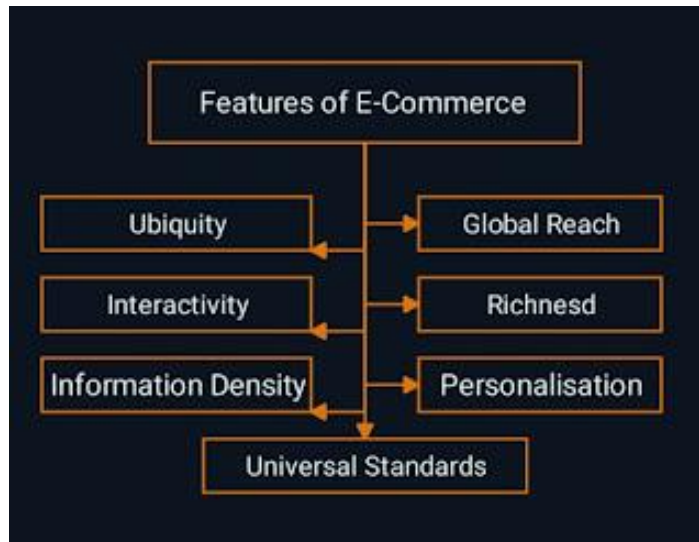 Features of E-Commerce
Ubiquity
Global Reach
Interactivity
Richnesd
Information Density
Personalisation
Universal Standards